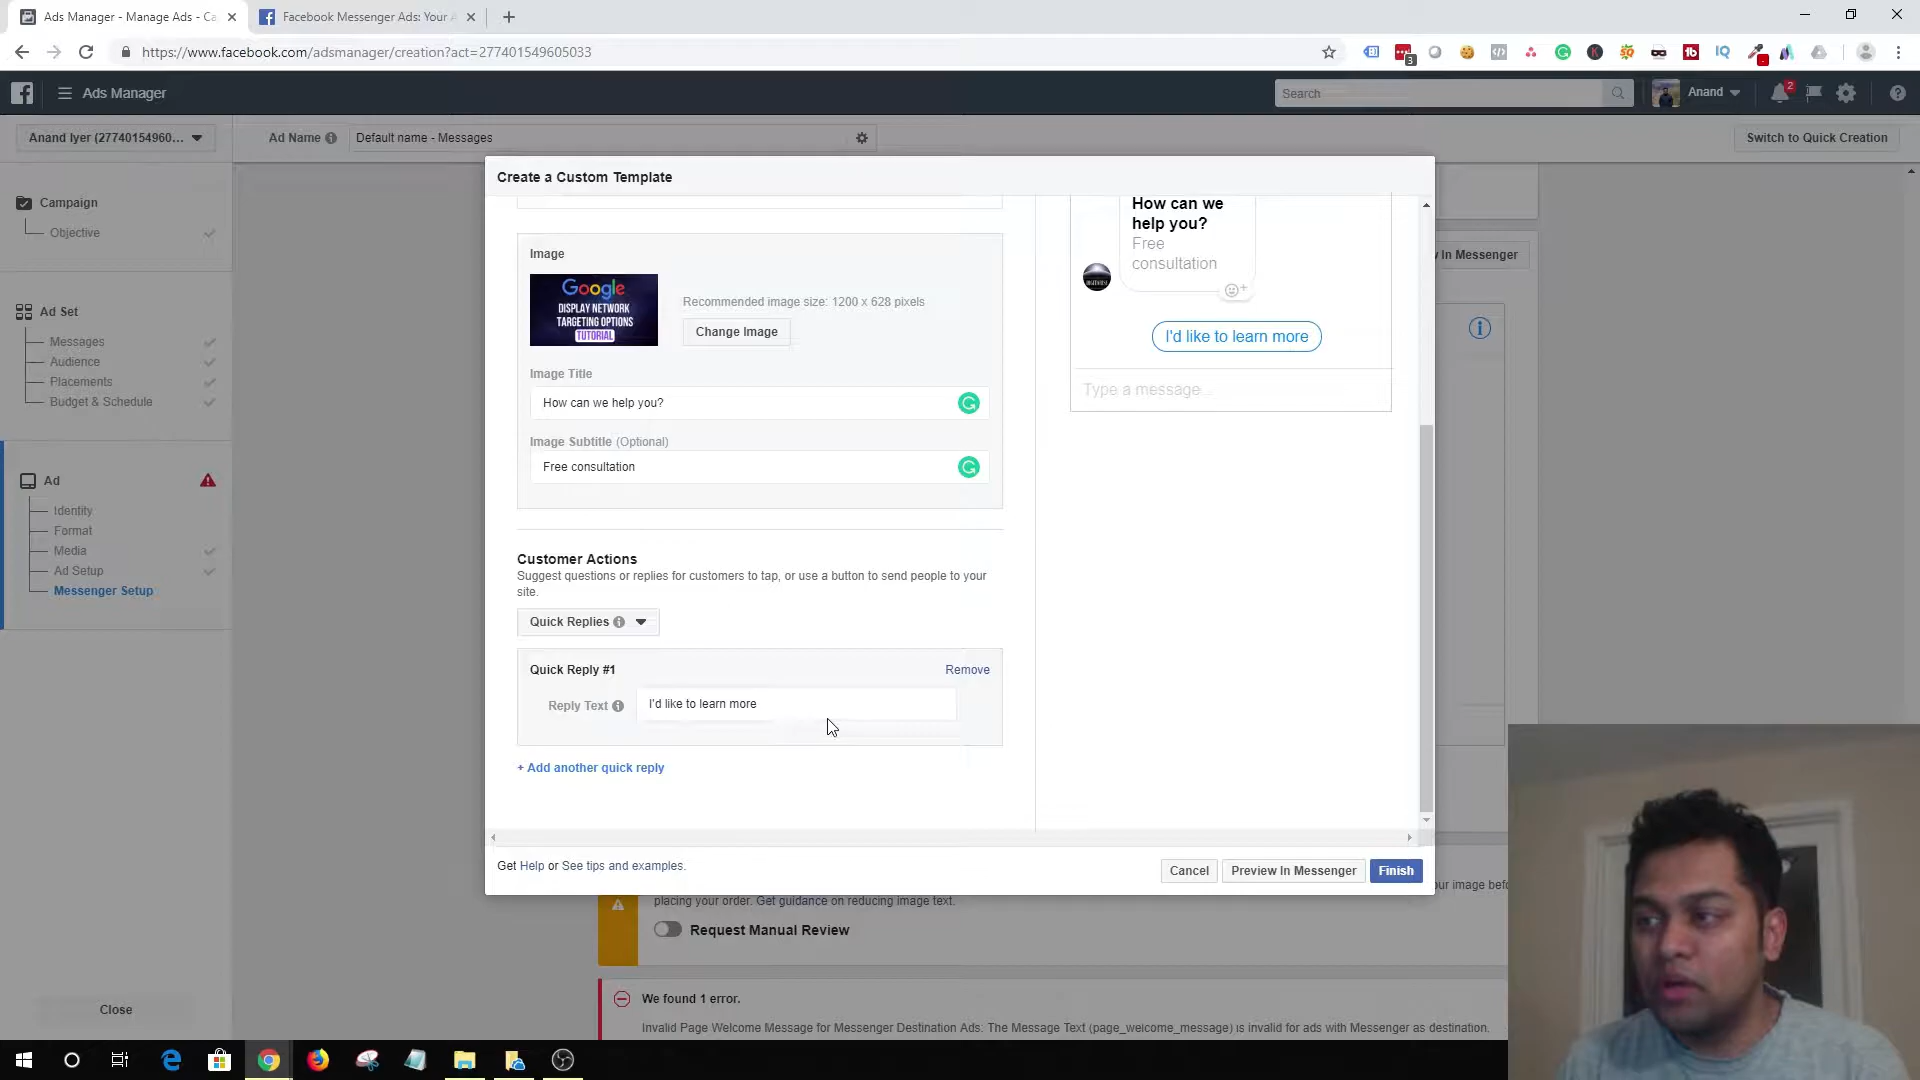 Ads Manager - Manage Ads - Ca
Facebook Messenger Ads: Your A
https://www.facebook.com/adsmanager/creation?act=277401549605033
3
Ads Manager
Search
Anand
2
Anand Iyer (27740154960...
Ad Name
Default name - Messages
Switch to Quick Creation
Campaign
Objective
Ad Set
Messages
Audience
Placements
Budget & Schedule
Ad
Identity
Format
Media
Ad Setup
Messenger Setup
Close
Create a Custom Template
Image
Google
DISPLAY NETWORK
TARGETING OPTIONS
TUTORIAL
Recommended image size: 1200 x 628 pixels
Change Image
Image Title
How can we help you?
Image Subtitle (Optional)
Free consultation
Customer Actions
Suggest questions or replies for customers to tap, or use a button to send people to your
site.
Quick Replies
Quick Reply #1
Remove
Reply Text
I'd like to learn more
+ Add another quick reply
How can we
help you?
Free
consultation
I'd like to learn more
Type a message...
In Messenger
Get Help or See tips and examples.
Cancel
Preview In Messenger
Finish
our image befo
placing your order. Get guidance on reducing image text.
Request Manual Review
We found 1 error.
Invalid Page Welcome Message for Messenger Destination Ads. The Message Text (page_welcome_message) is invalid for ads with Messenger as destination.